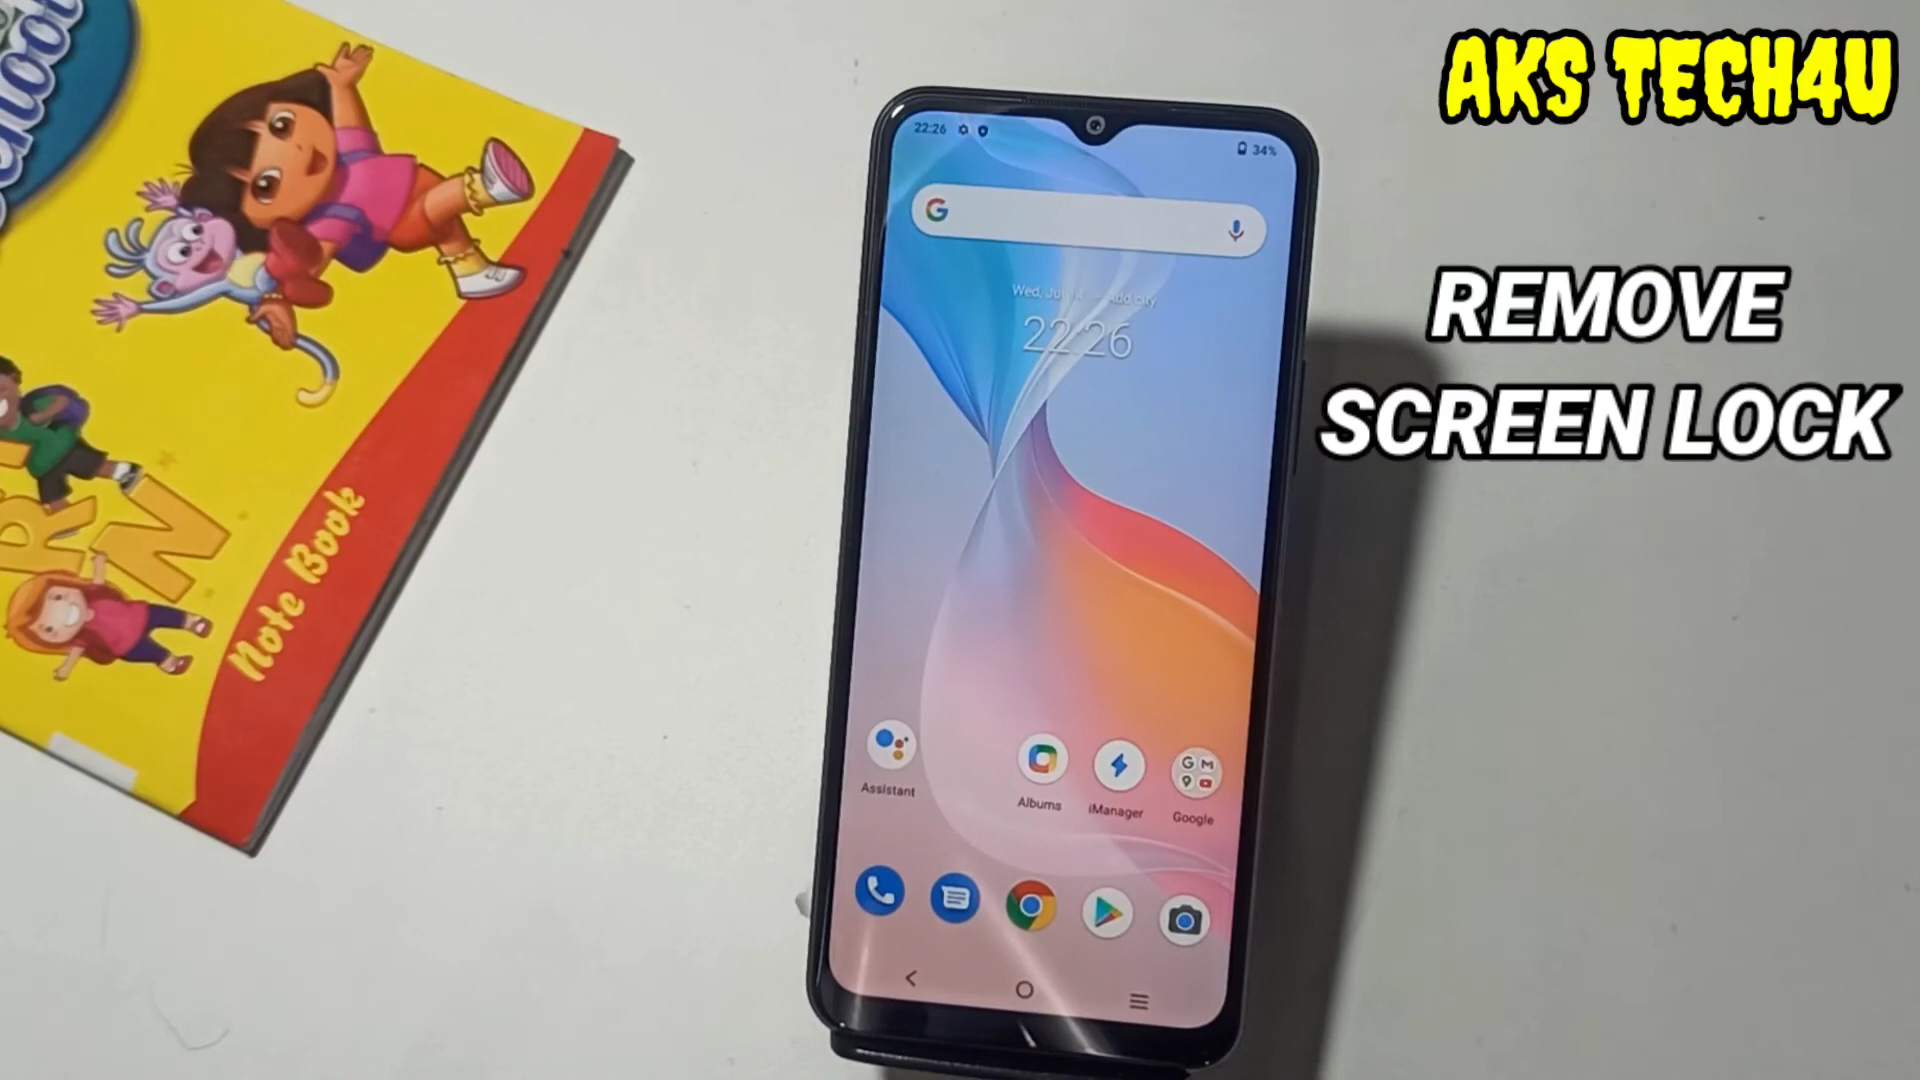 AKS TECH4U
REMOVE
SCREEN LOCK
22:26
34%
G
22:26
Assistant
Albums
iManager
Google
G M
Note Book
R
N